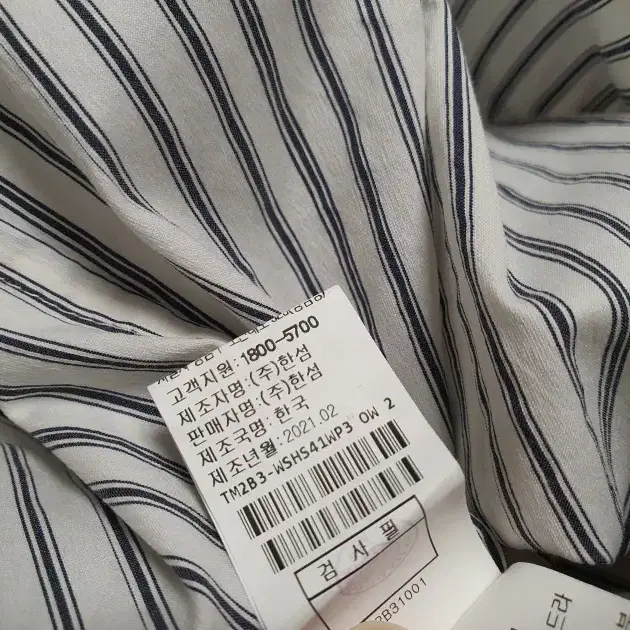 고객지원:1800-5700
제조자명:(주)한섬
판매자명:(주)한섬
제조국명:한국
제조년월:2021.02
TM2B3-WSHS41WP3 OW 2
검사필
2B31001